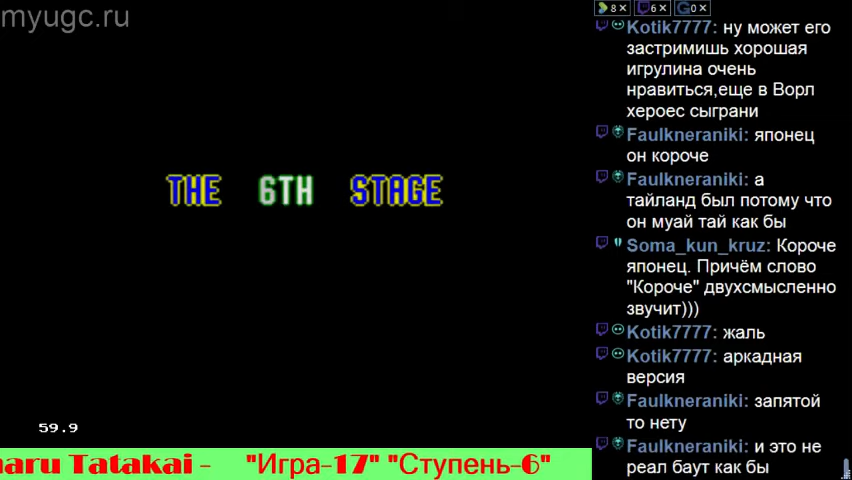 myugc.ru
THE 6TH STAGE
59.9
Tatakai - "Игра-17" "Ступень-6"
8 × 6 × 0 ×
Kotik7777: ну может его
застримишь хорошая
игрулина очень
нравиться,еще в Ворл
хероес сыграни
Faulkneraniki: японец
он короче
Faulkneraniki: а
тайланд был потому что
он муай тай как бы
Soma_kun_kruz: Короче
японец. Причём слово
"Короче" двухсмысленно
звучит)))
Kotik7777: жаль
Kotik7777: аркадная
версия
Faulkneraniki: запятой
то нету
Faulkneraniki: и это не
реал баут как бы